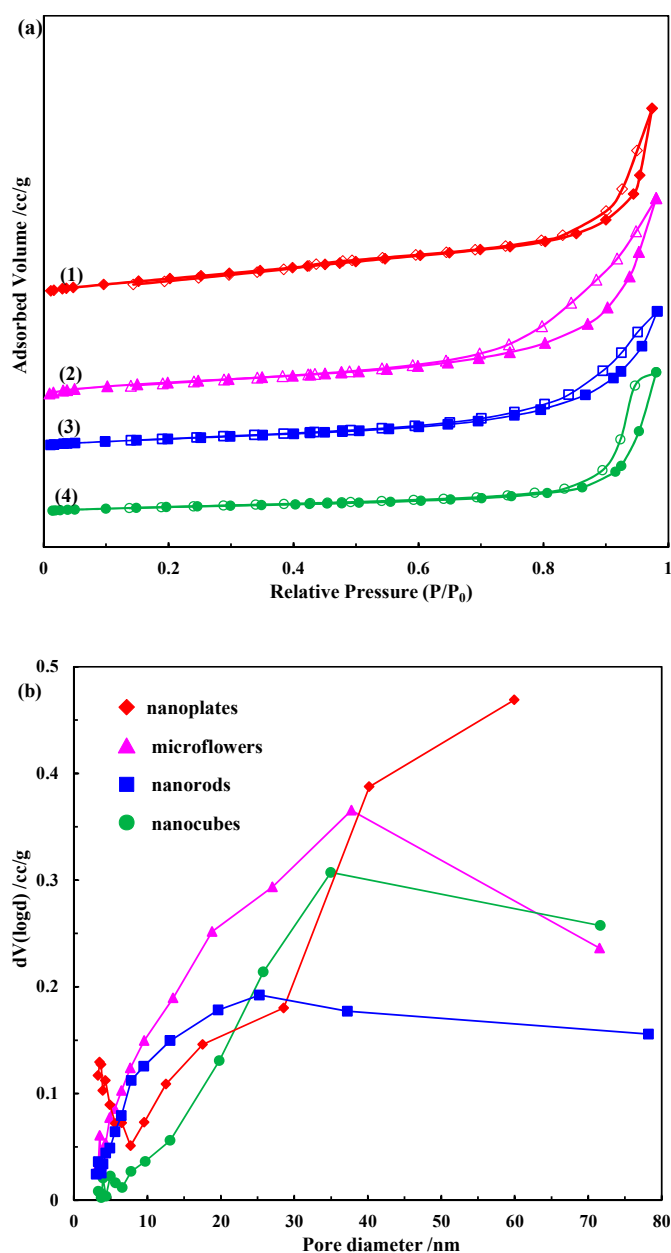 (a)
Adsorbed Volume /cc/g
(1)
(2)
(3)
(4)
0 0.2 0.4 0.6 0.8 1
Relative Pressure (P/P₀)
(b)
0.5
0.4
0.3
0.2
0.1
0
dV(logd) /cc/g
nanoplates
microflowers
nanorods
nanocubes
0 10 20 30 40 50 60 70 80
Pore diameter /nm